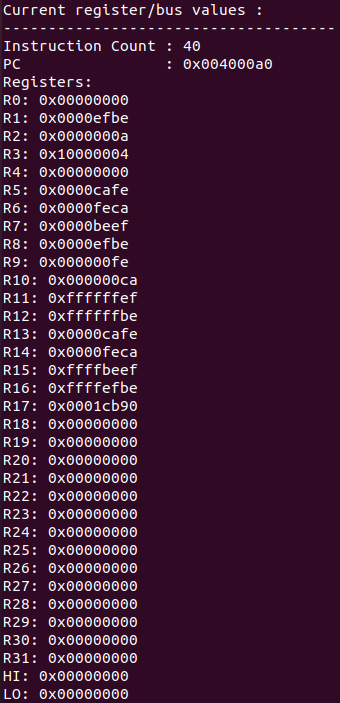 Current register/bus values :
-------------------------------------
Instruction Count : 40
PC                : 0x004000a0
Registers:
R0: 0x00000000
R1: 0x0000efbe
R2: 0x0000000a
R3: 0x10000004
R4: 0x00000000
R5: 0x0000cafe
R6: 0x0000feca
R7: 0x0000beef
R8: 0x0000efbe
R9: 0x000000fe
R10: 0x000000ca
R11: 0xffffffef
R12: 0xffffffbe
R13: 0x0000cafe
R14: 0x0000feca
R15: 0xffffbeef
R16: 0xffffefbe
R17: 0x0001cb90
R18: 0x00000000
R19: 0x00000000
R20: 0x00000000
R21: 0x00000000
R22: 0x00000000
R23: 0x00000000
R24: 0x00000000
R25: 0x00000000
R26: 0x00000000
R27: 0x00000000
R28: 0x00000000
R29: 0x00000000
R30: 0x00000000
R31: 0x00000000
HI: 0x00000000
LO: 0x00000000